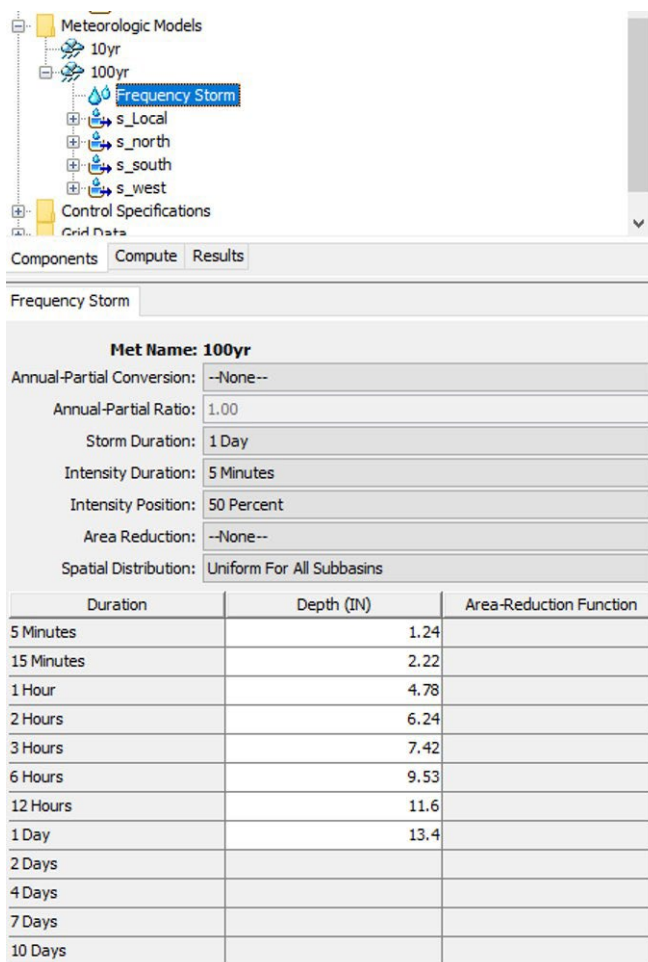 Meteorologic Models
10yr
100yr
Frequency Storm
s_Local
s_north
s_south
s_west
Control Specifications
Grid Data
Components Compute Results
Frequency Storm
Met Name: 100yr
Annual-Partial Conversion: --None--
Annual-Partial Ratio: 1.00
Storm Duration: 1 Day
Intensity Duration: 5 Minutes
Intensity Position: 50 Percent
Area Reduction: --None--
Spatial Distribution: Uniform For All Subbasins
Duration Depth (IN) Area-Reduction Function
5 Minutes 1.24
15 Minutes 2.22
1 Hour 4.78
2 Hours 6.24
3 Hours 7.42
6 Hours 9.53
12 Hours 11.6
1 Day 13.4
2 Days
4 Days
7 Days
10 Days